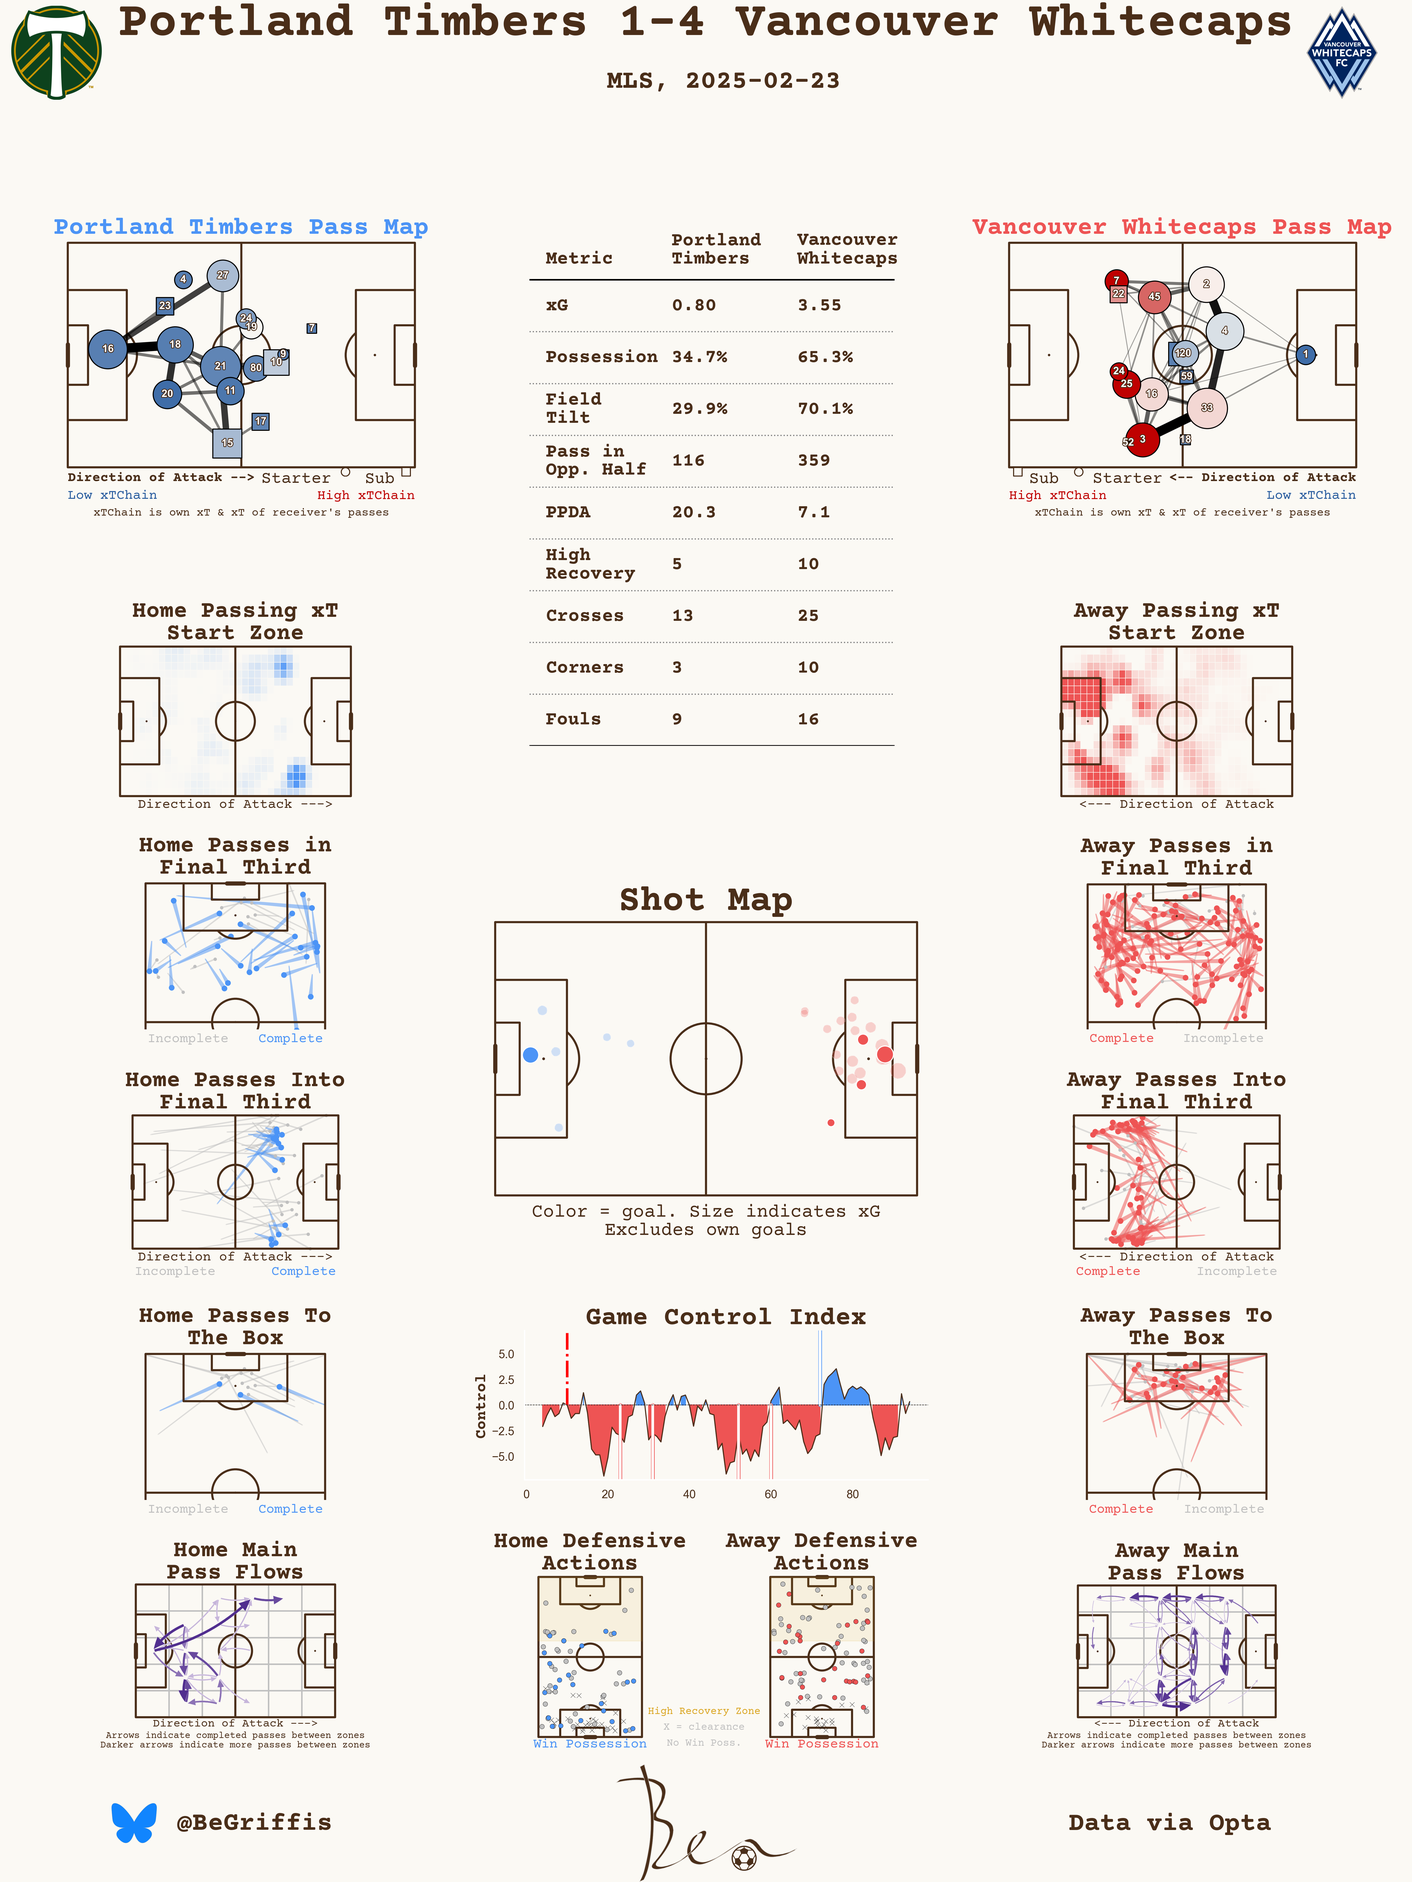 Portland Timbers 1-4 Vancouver Whitecaps
MLS, 2025-02-23
VANCOUVER
WHITECAPS
FC
Portland Timbers Pass Map
4
27
23
24
19
7
16
18
21
80
10
9
20
11
17
15
Direction of Attack --> Starter Sub
Low xTChain High xTChain
xTChain is own xT & xT of receiver's passes
Metric Portland Timbers Vancouver Whitecaps
xG 0.80 3.55
Possession 34.7% 65.3%
Field Tilt 29.9% 70.1%
Pass in Opp. Half 116 359
PPDA 20.3 7.1
High Recovery 5 10
Crosses 13 25
Corners 3 10
Fouls 9 16
Vancouver Whitecaps Pass Map
7
22
45
2
4
120
1
24
25
59
16
33
52
3
18
Sub Starter <-- Direction of Attack
High xTChain Low xTChain
xTChain is own xT & xT of receiver's passes
Home Passing xT
Start Zone
Direction of Attack --->
Away Passing xT
Start Zone
<--- Direction of Attack
Home Passes in
Final Third
Incomplete Complete
Shot Map
Color = goal. Size indicates xG
Excludes own goals
Away Passes in
Final Third
Complete Incomplete
Home Passes Into
Final Third
Direction of Attack --->
Incomplete Complete
Away Passes Into
Final Third
<--- Direction of Attack
Complete Incomplete
Home Passes To
The Box
Incomplete Complete
Game Control Index
Control
5.0
2.5
0.0
−2.5
−5.0
0 20 40 60 80
Away Passes To
The Box
Complete Incomplete
Home Main
Pass Flows
Direction of Attack --->
Arrows indicate completed passes between zones
Darker arrows indicate more passes between zones
Home Defensive
Actions
Win Possession
Away Defensive
Actions
Win Possession
High Recovery Zone
X = clearance
No Win Poss.
Away Main
Pass Flows
<--- Direction of Attack
Arrows indicate completed passes between zones
Darker arrows indicate more passes between zones
@BeGriffis
Ben
Data via Opta